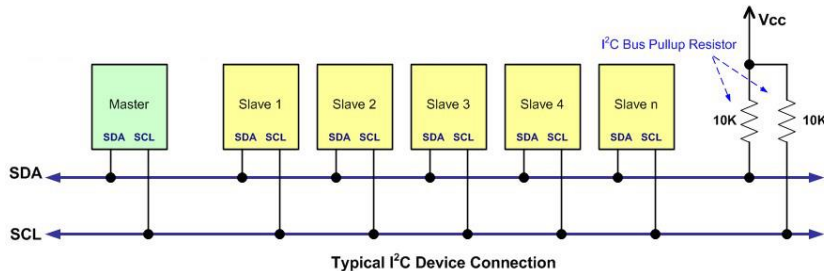 Vcc
I²C Bus Pullup Resistor
Master
Slave 1
Slave 2
Slave 3
Slave 4
Slave n
10K
10K
SDA SCL
SDA SCL
SDA SCL
SDA SCL
SDA SCL
SDA SCL
SDA
SCL
Typical I²C Device Connection